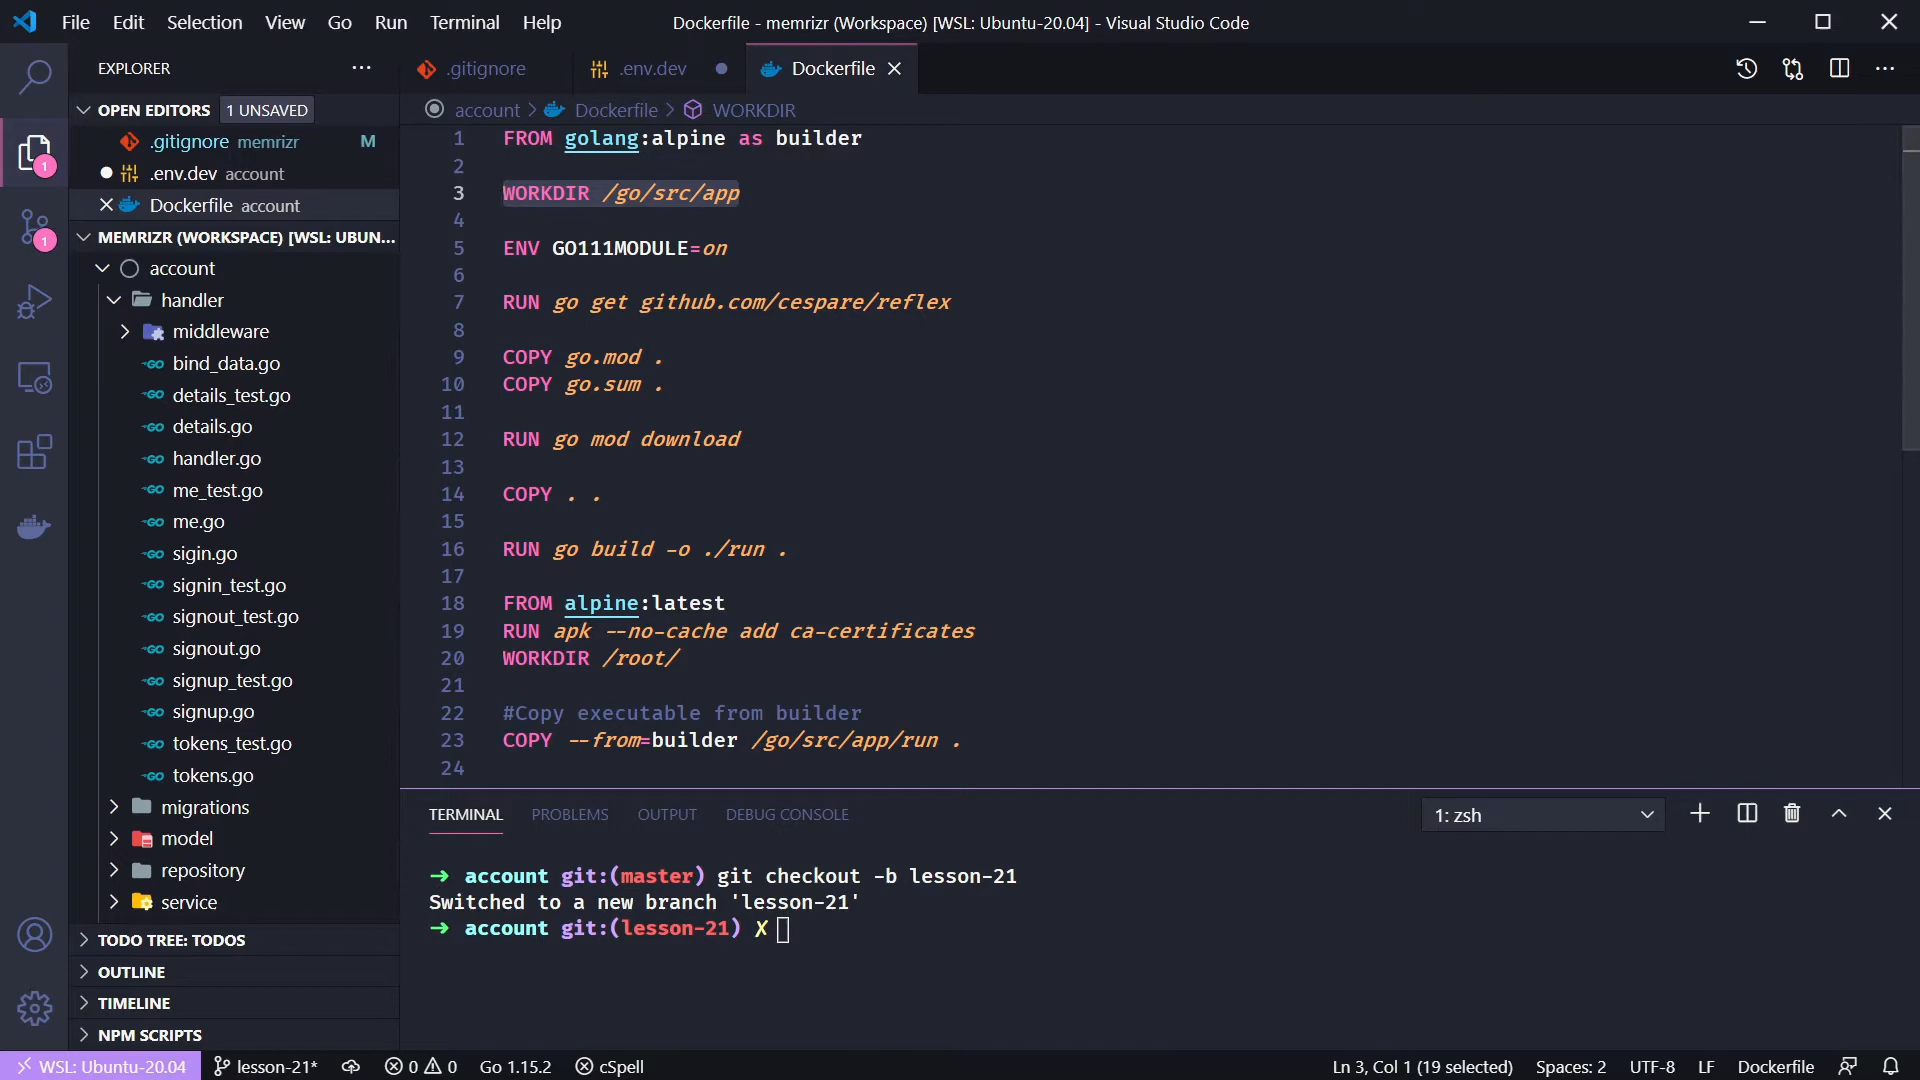 File Edit Selection View Go Run Terminal Help
Dockerfile - memrizr (Workspace) [WSL: Ubuntu-20.04] - Visual Studio Code
EXPLORER
.gitignore
.env.dev
Dockerfile
OPEN EDITORS 1 UNSAVED
.gitignore memrizr M
.env.dev account
Dockerfile account
MEMRIZR (WORKSPACE) [WSL: UBUN...
account
handler
middleware
bind_data.go
details_test.go
details.go
handler.go
me_test.go
me.go
sigin.go
signin_test.go
signout_test.go
signout.go
signup_test.go
signup.go
tokens_test.go
tokens.go
migrations
model
repository
service
TODO TREE: TODOS
OUTLINE
TIMELINE
NPM SCRIPTS
1
1
account > Dockerfile > WORKDIR
1 FROM golang:alpine as builder
2
3 WORKDIR /go/src/app
4
5 ENV GO111MODULE=on
6
7 RUN go get github.com/cespare/reflex
8
9 COPY go.mod .
10 COPY go.sum .
11
12 RUN go mod download
13
14 COPY . .
15
16 RUN go build -o ./run .
17
18 FROM alpine:latest
19 RUN apk --no-cache add ca-certificates
20 WORKDIR /root/
21
22 #Copy executable from builder
23 COPY --from=builder /go/src/app/run .
24
TERMINAL PROBLEMS OUTPUT DEBUG CONSOLE
1: zsh
→ account git:(master) git checkout -b lesson-21
Switched to a new branch 'lesson-21'
→ account git:(lesson-21) ✗
WSL: Ubuntu-20.04 lesson-21* 0 0 Go 1.15.2 cSpell
Ln 3, Col 1 (19 selected) Spaces: 2 UTF-8 LF Dockerfile